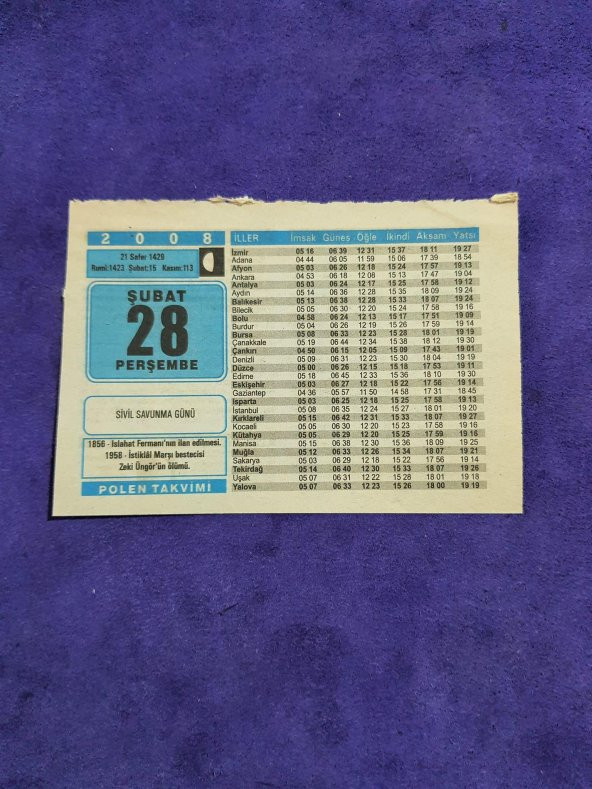 2 0 0 8
21 Safer 1429
Rumi:1423 Şubat:15 Kasım:113
ŞUBAT
28
PERŞEMBE
SİVİL SAVUNMA GÜNÜ
1856 - Islahat Fermanı'nın ilan edilmesi.
1958 - İstiklâl Marşı bestecisi
Zeki Üngör'ün ölümü.
POLEN TAKVİMİ
İLLER İmsak Güneş Öğle İkindi Akşam Yatsı
İzmir 05 16 06 39 12 31 15 37 18 11 19 27
Adana 04 44 06 05 11 59 15 06 17 39 18 54
Afyon 05 03 06 26 12 18 15 24 17 57 19 13
Ankara 04 53 06 18 12 08 15 13 17 47 19 04
Antalya 05 03 06 24 12 17 15 25 17 58 19 12
Aydın 05 14 06 36 12 28 15 35 18 09 19 24
Balıkesir 05 13 06 38 12 28 15 33 18 07 19 24
Bilecik 05 05 06 30 12 20 15 24 17 58 19 16
Bolu 04 58 06 24 12 13 15 17 17 51 19 09
Burdur 05 04 06 26 12 19 15 26 17 59 19 14
Bursa 05 08 06 33 12 23 15 28 18 01 19 19
Çanakkale 05 19 06 44 12 34 15 38 18 12 19 30
Çankırı 04 50 06 15 12 05 15 09 17 43 19 01
Denizli 05 09 06 31 12 23 15 30 18 04 19 19
Düzce 05 00 06 26 12 15 15 18 17 53 19 11
Edirne 05 18 06 45 12 33 15 36 18 10 19 30
Eskişehir 05 03 06 27 12 18 15 22 17 56 19 14
Gaziantep 04 36 05 57 11 50 14 58 17 31 18 45
Isparta 05 03 06 25 12 18 15 25 17 58 19 13
İstanbul 05 08 06 35 12 24 15 27 18 01 19 20
Kırklareli 05 15 06 42 12 31 15 33 18 07 19 27
Kocaeli 05 05 06 30 12 20 15 23 17 58 19 16
Kütahya 05 05 06 29 12 20 15 25 17 59 19 16
Manisa 05 15 06 38 12 30 15 36 18 09 19 25
Muğla 05 12 06 33 12 26 15 34 18 07 19 21
Sakarya 05 03 06 29 12 18 15 22 17 56 19 14
Tekirdağ 05 14 06 40 12 30 15 33 18 07 19 26
Uşak 05 07 06 31 12 22 15 28 18 01 19 18
Yalova 05 07 06 33 12 23 15 26 18 00 19 19